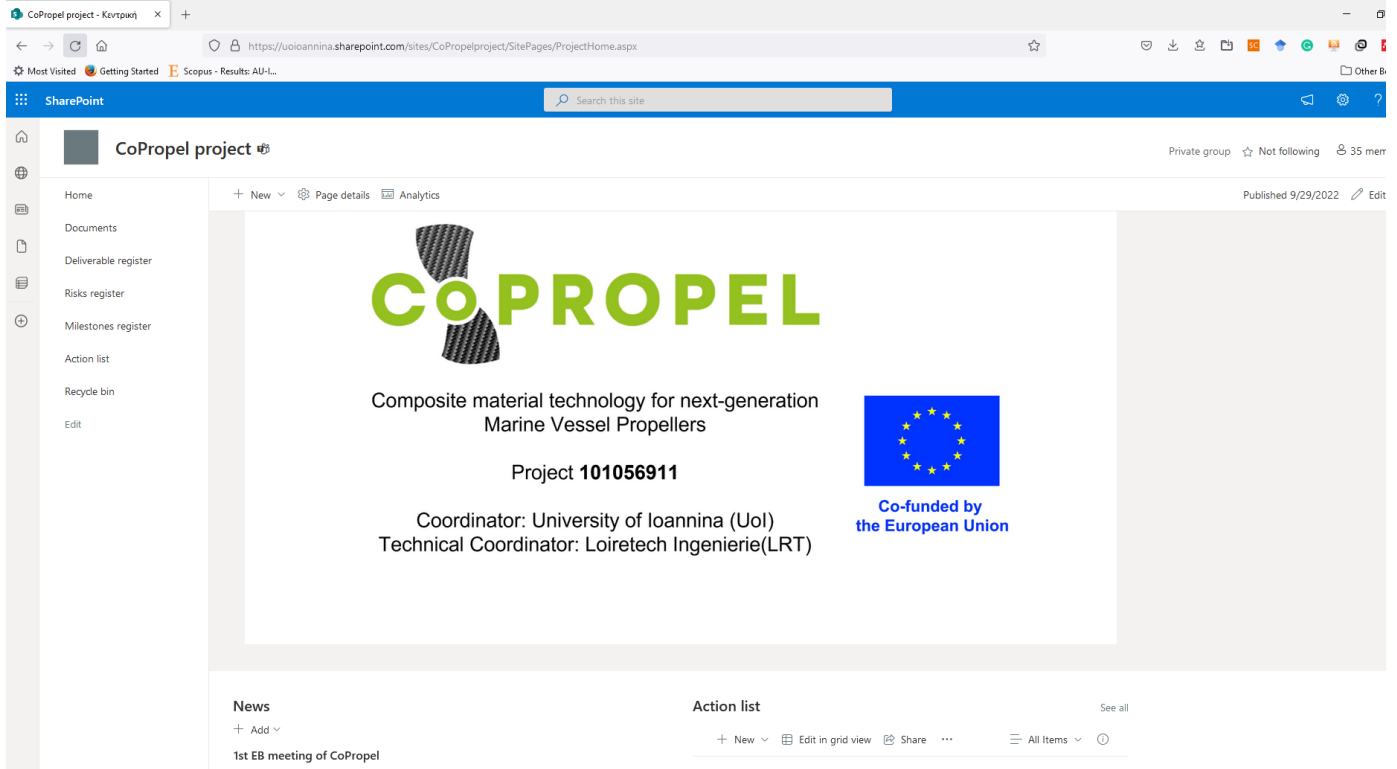 CoPropel project - Κεντρική
https://uoioannina.sharepoint.com/sites/CoPropelproject/SitePages/ProjectHome.aspx
Most Visited Getting Started Scopus - Results: AU-I... Other
SharePoint Search this site ?
CoPropel project
Private group Not following 35
Home
Documents
Deliverable register
Risks register
Milestones register
Action list
Recycle bin
Edit
New Page details Analytics Published 9/29/2022 Edit
COPROPEL
Composite material technology for next-generation
Marine Vessel Propellers
Project 101056911
Coordinator: University of Ioannina (UoI)
Technical Coordinator: Loiretech Ingenierie(LRT)
Co-funded by
the European Union
News
Add
1st EB meeting of CoPropel
Action list See all
New Edit in grid view Share ... All Items